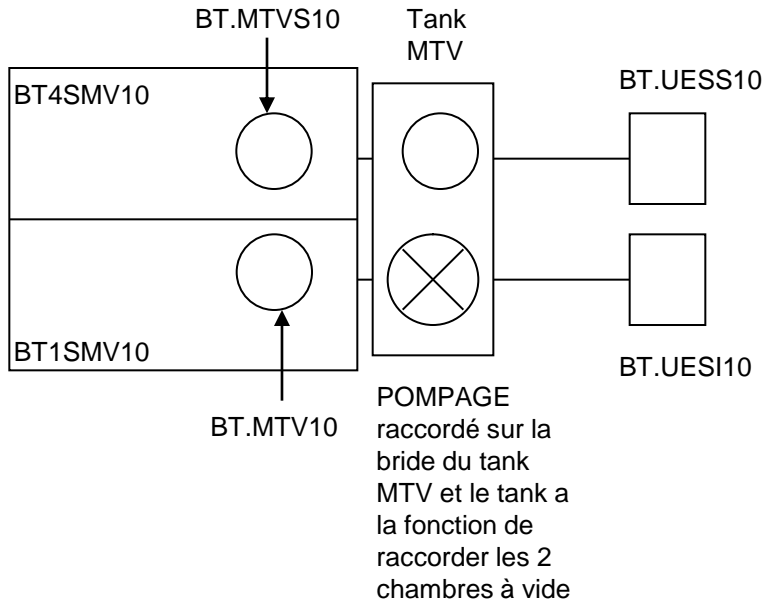 BT.MTVS10
Tank
MTV
BT4SMV10
BT.UESS10
BT1SMV10
BT.UESI10
BT.MTV10
POMPAGE
raccordé sur la
bride du tank
MTV et le tank a
la fonction de
raccorder les 2
chambres à vide